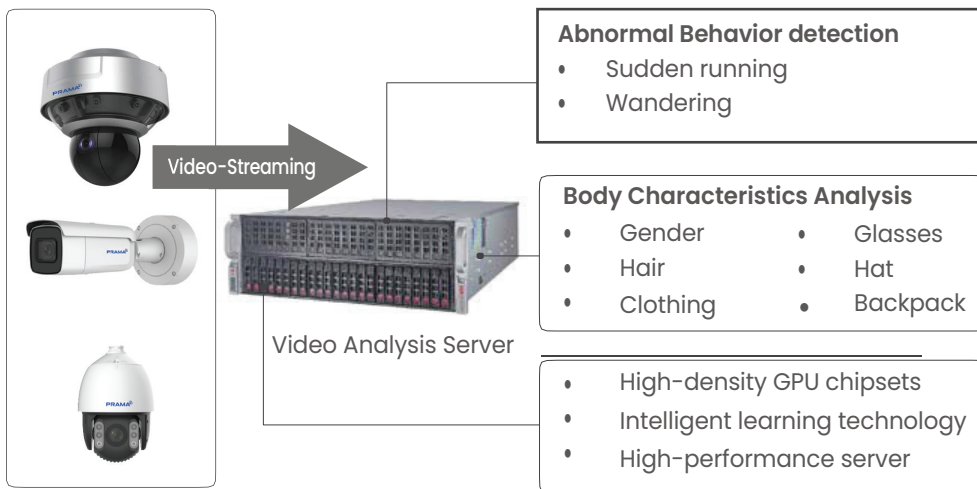 PRAMA
Video-Streaming
PRAMA
PRAMA
Video Analysis Server
Abnormal Behavior detection
• Sudden running
• Wandering
Body Characteristics Analysis
• Gender • Glasses
• Hair • Hat
• Clothing • Backpack
• High-density GPU chipsets
• Intelligent learning technology
• High-performance server